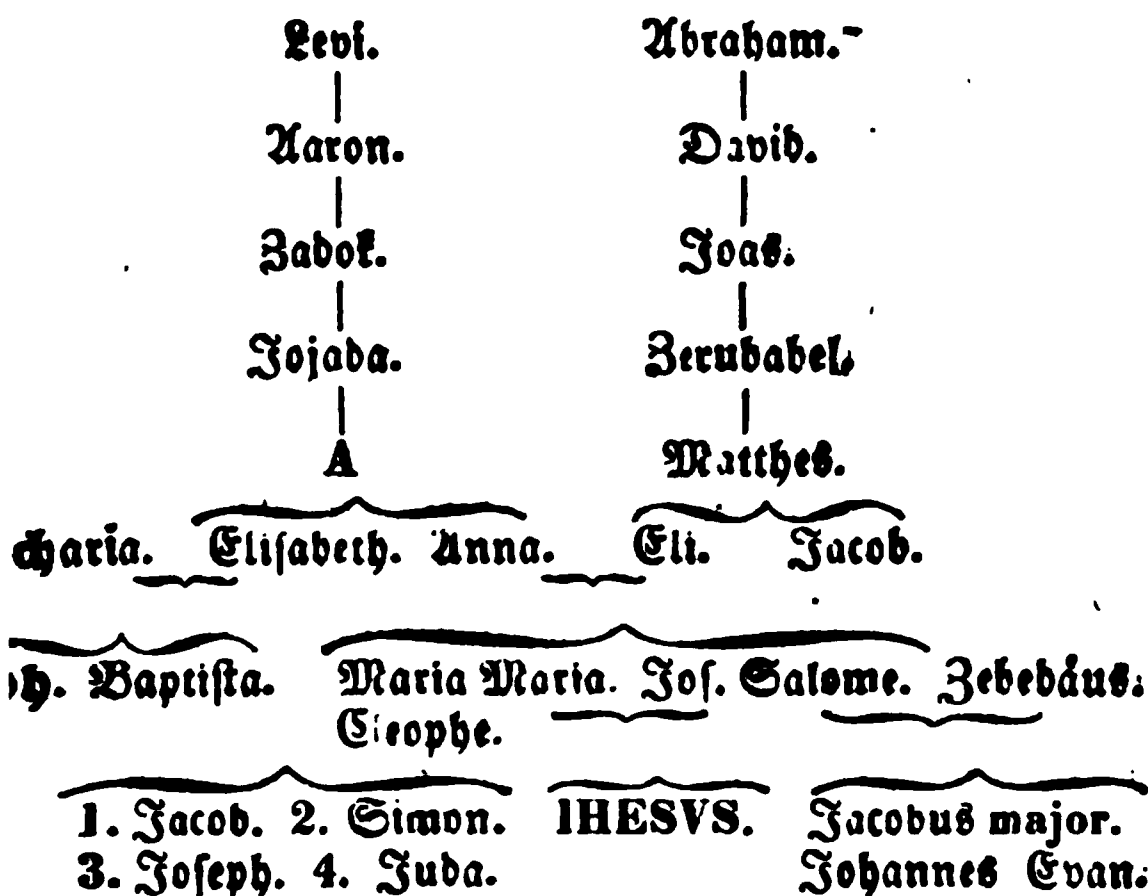 Levi. Abraham.
Aaron. David.
Zadok. Joas.
Jojada. Zerubabel.
A Matthes.
charia. Elisabeth. Anna. Eli. Jacob.
h. Baptista. Maria Maria. Jos. Salome. Zebedäus.
Cleophe.
1. Jacob. 2. Simon. IHESVS. Jacobus major.
3. Joseph. 4. Juda. Johannes Evan.